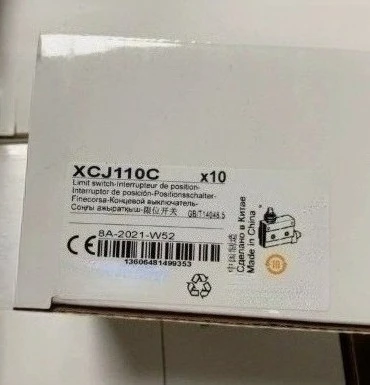 XCJ110C x10
Limit switch-Interrupteur de position-
Interruptor de posición-Positionsschalter-
Finecorsa-Концевой выключатель-
Соңғы ажыратқыш-限位开关 GB/T14048.5
8A-2021-W52
CE
13606481499353
中国制造
Сделано в Китае
Made in China
10